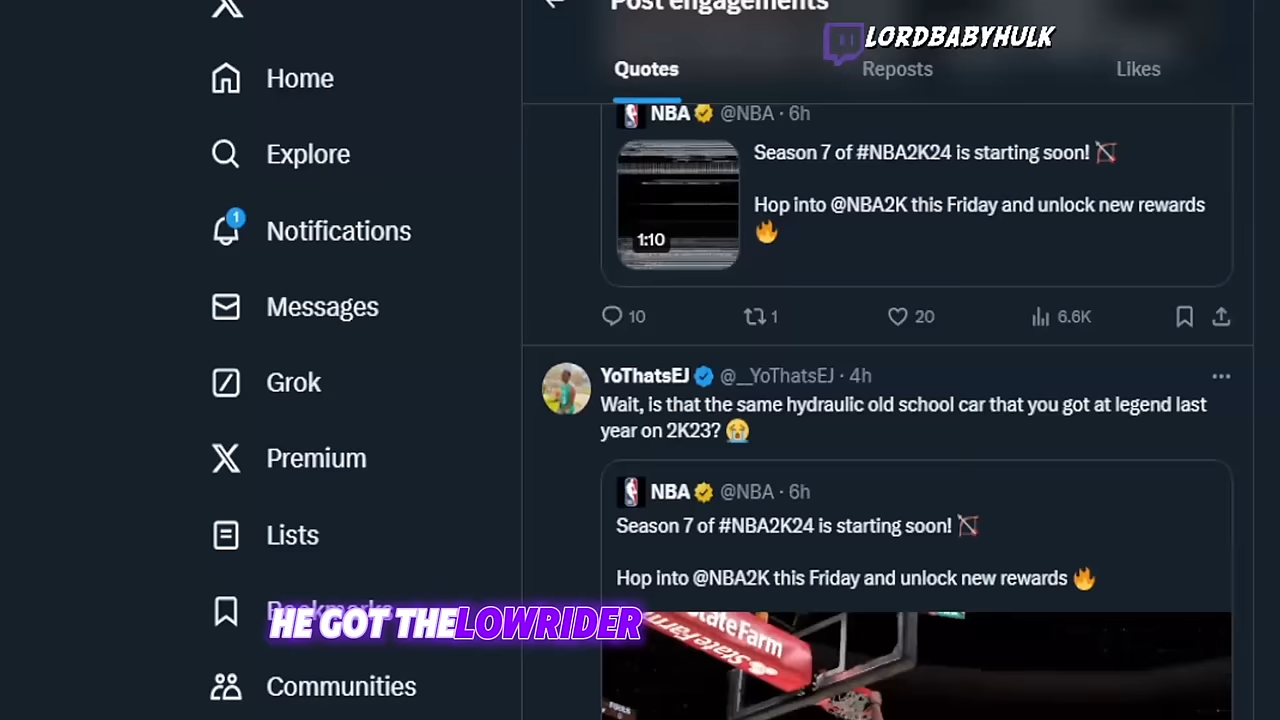 Post engagements
LORDBABYHULK
Quotes
Reposts
Likes
Home
Explore
1
Notifications
Messages
Grok
Premium
Lists
Bookmarks
Communities
NBA @NBA · 6h
Season 7 of #NBA2K24 is starting soon!
Hop into @NBA2K this Friday and unlock new rewards
1:10
10
1
20
6.6K
YoThatsEJ @__YoThatsEJ · 4h
Wait, is that the same hydraulic old school car that you got at legend last
year on 2K23?
NBA @NBA · 6h
Season 7 of #NBA2K24 is starting soon!
Hop into @NBA2K this Friday and unlock new rewards
HE GOT THE LOWRIDER
StateFarm
StateFarm